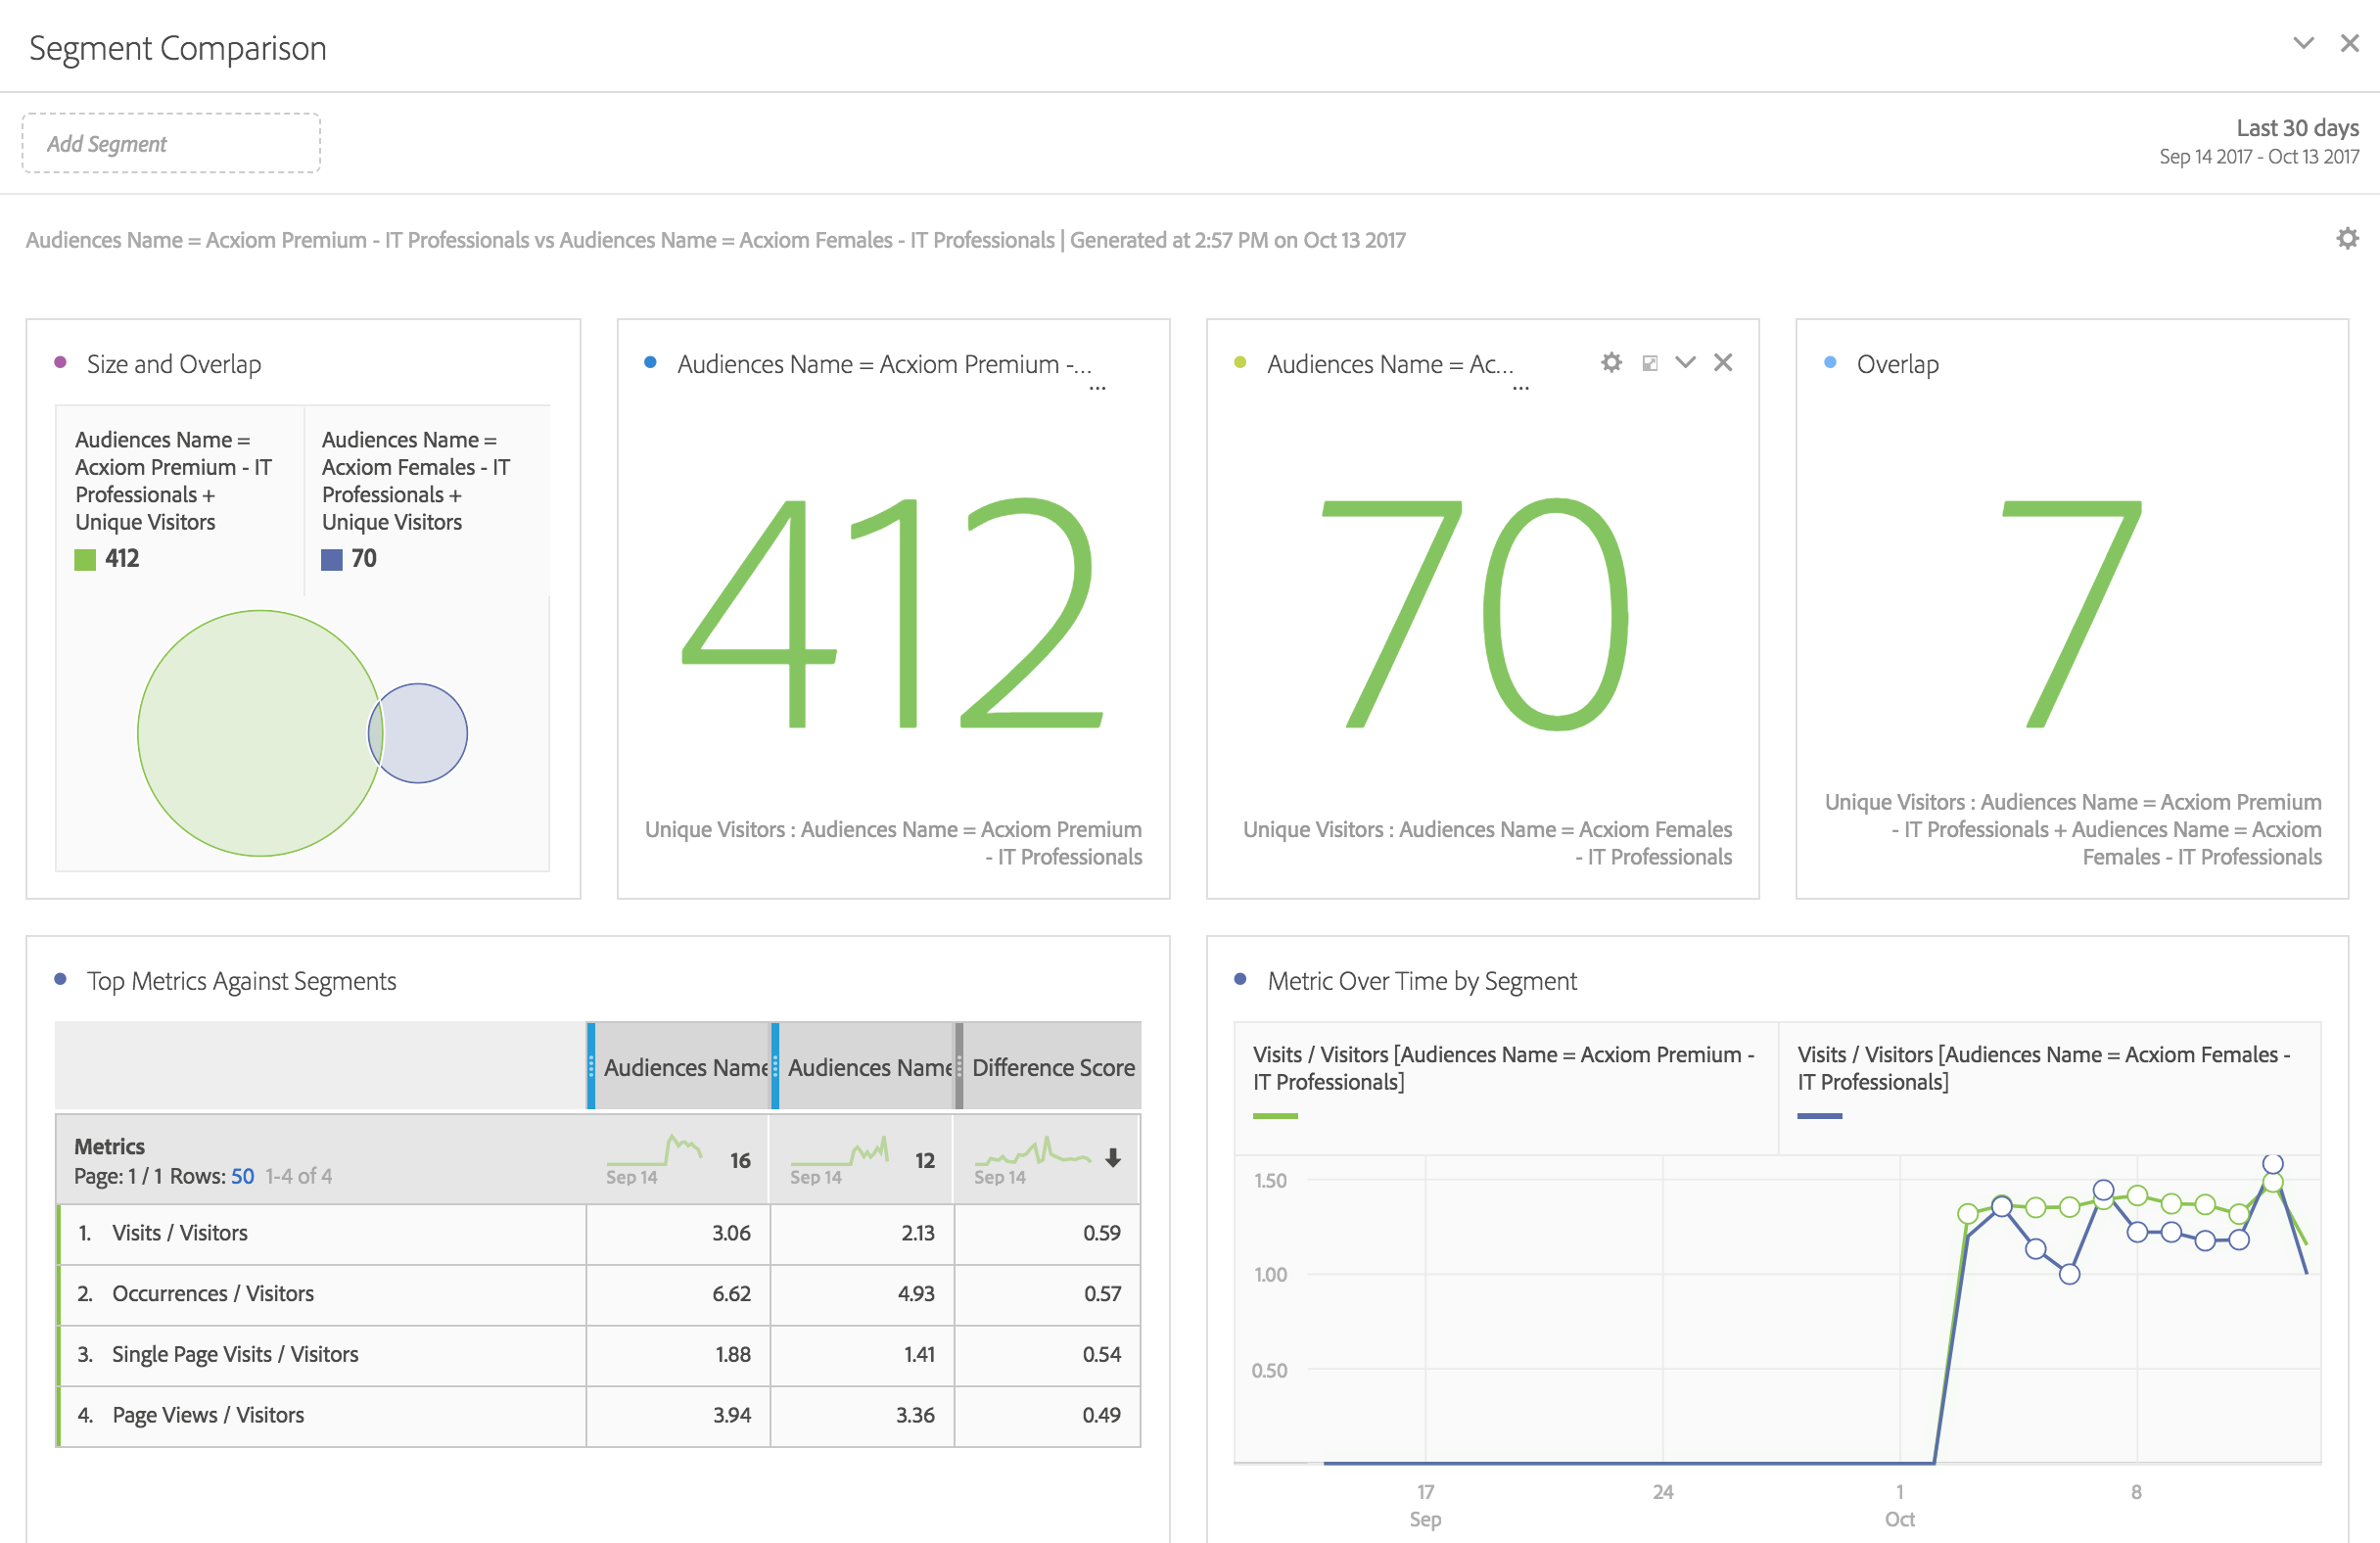 Segment Comparison
Add Segment
Last 30 days
Sep 14 2017 - Oct 13 2017
Audiences Name = Acxiom Premium - IT Professionals vs Audiences Name = Acxiom Females - IT Professionals | Generated at 2:57 PM on Oct 13 2017
Size and Overlap
Audiences Name =
Acxiom Premium - IT
Professionals +
Unique Visitors
412
Audiences Name =
Acxiom Females - IT
Professionals +
Unique Visitors
70
Audiences Name = Acxiom Premium -...
...
412
Unique Visitors : Audiences Name = Acxiom Premium
- IT Professionals
Audiences Name = Ac...
...
70
Unique Visitors : Audiences Name = Acxiom Females
- IT Professionals
Overlap
7
Unique Visitors : Audiences Name = Acxiom Premium
- IT Professionals + Audiences Name = Acxiom
Females - IT Professionals
Top Metrics Against Segments
Audiences Name Audiences Name Difference Score
Metrics
Page: 1 / 1 Rows: 50 1-4 of 4
Sep 14 16 Sep 14 12 Sep 14
1. Visits / Visitors 3.06 2.13 0.59
2. Occurrences / Visitors 6.62 4.93 0.57
3. Single Page Visits / Visitors 1.88 1.41 0.54
4. Page Views / Visitors 3.94 3.36 0.49
Metric Over Time by Segment
Visits / Visitors [Audiences Name = Acxiom Premium -
IT Professionals]
Visits / Visitors [Audiences Name = Acxiom Females -
IT Professionals]
1.50
1.00
0.50
17 24 1 8
Sep Oct